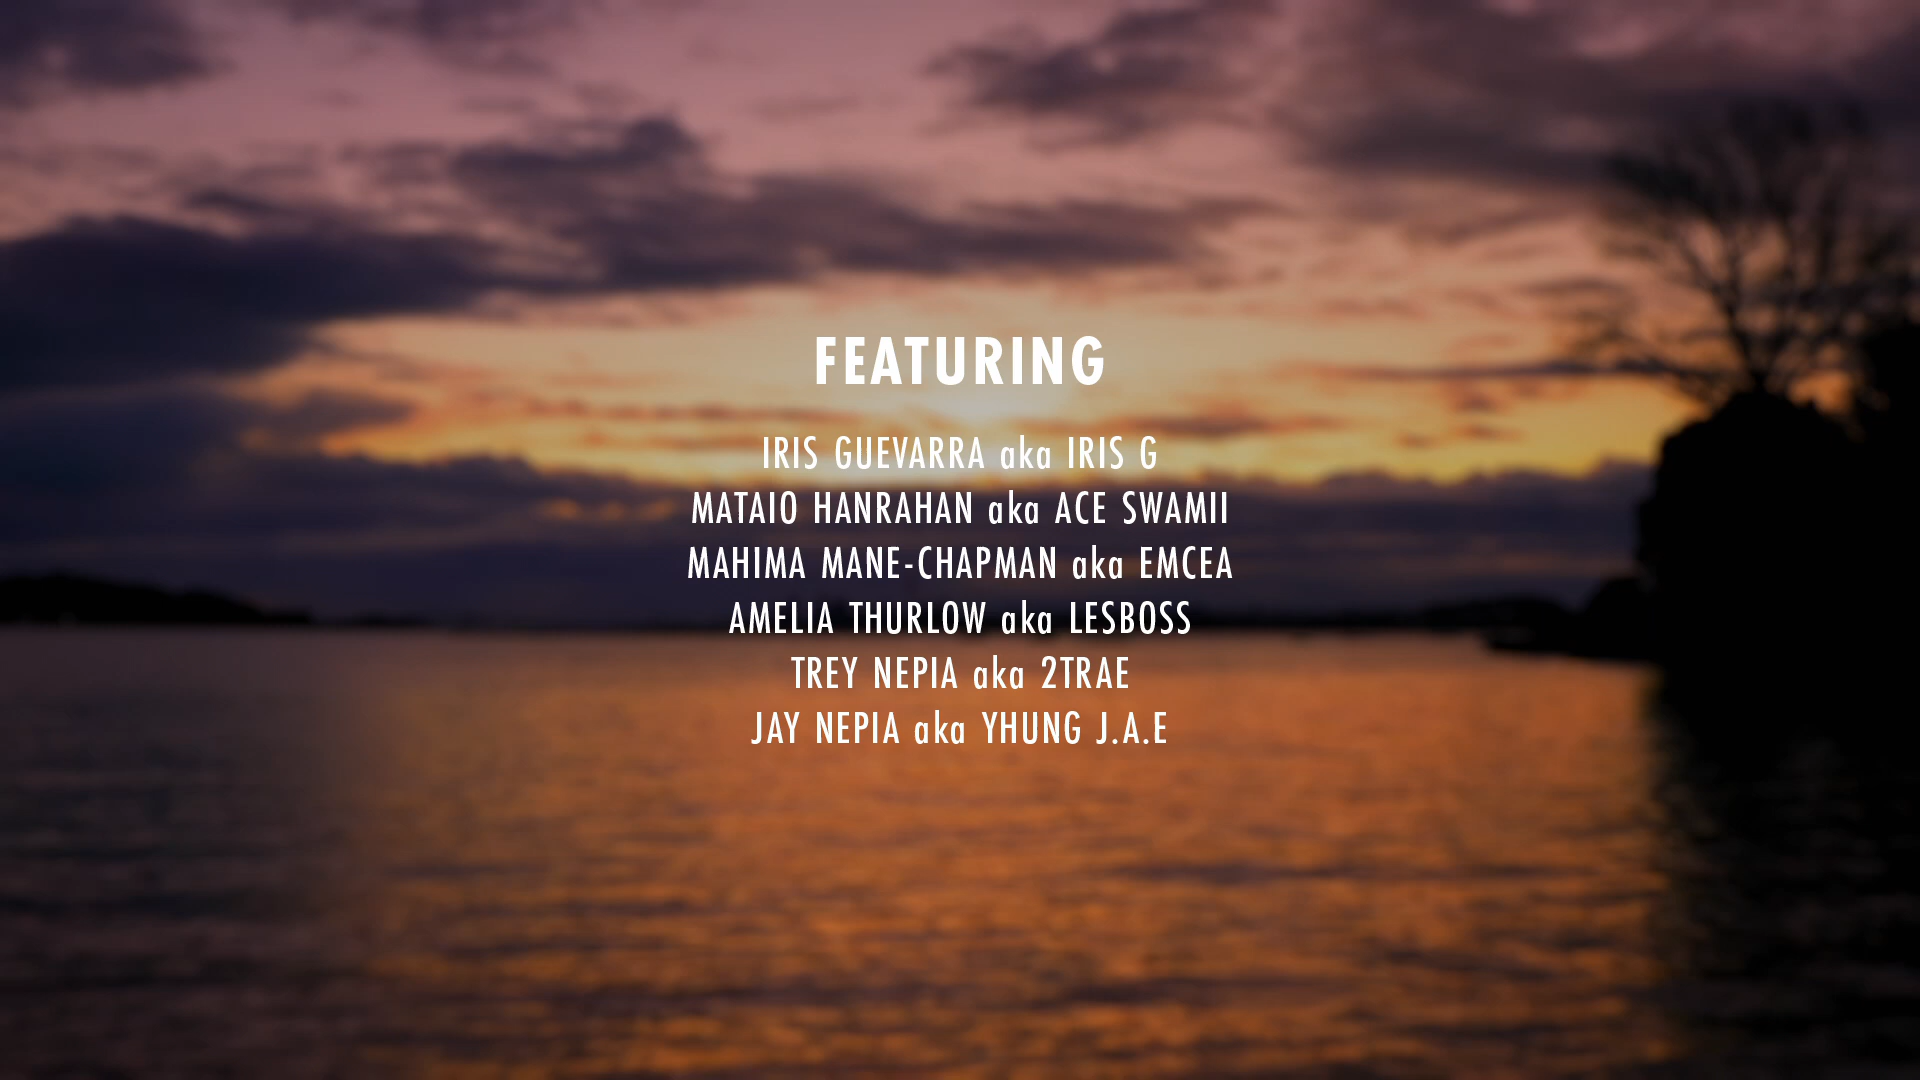 FEATURING
IRIS GUEVARRA aka IRIS G
MATAIO HANRAHAN aka ACE SWAMII
MAHIMA MANE-CHAPMAN aka EMCEA
AMELIA THURLOW aka LESBOSS
TREY NEPIA aka 2TRAE
JAY NEPIA aka YHUNG J.A.E